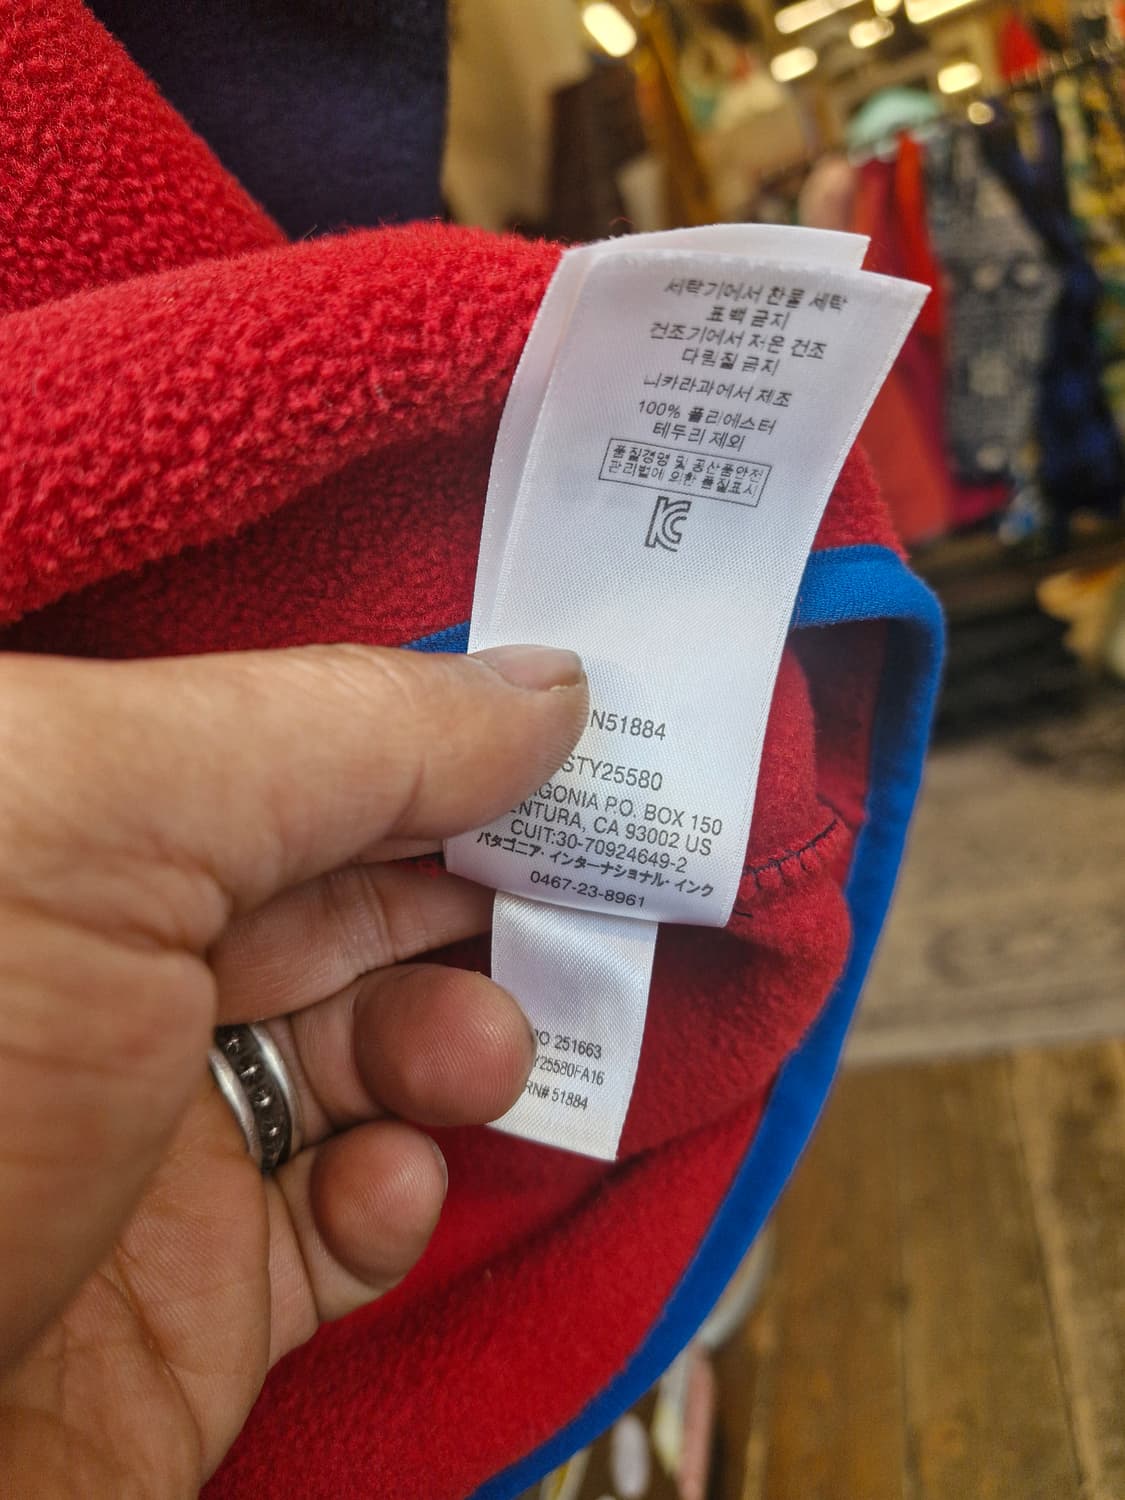 세탁기에서 찬물 세탁
표백 금지
건조기에서 저온 건조
다림질 금지
니카라과에서 제조
100% 폴리에스터
테두리 제외
품질경영 및 공산품안전
관리법에 의한 품질표시
KC
N51884
STY25580
AGONIA P.O. BOX 150
ENTURA, CA 93002 US
CUIT:30-70924649-2
パタゴニア・インターナショナル・インク
0467-23-8961
PO 251663
Y25580FA16
RN# 51884